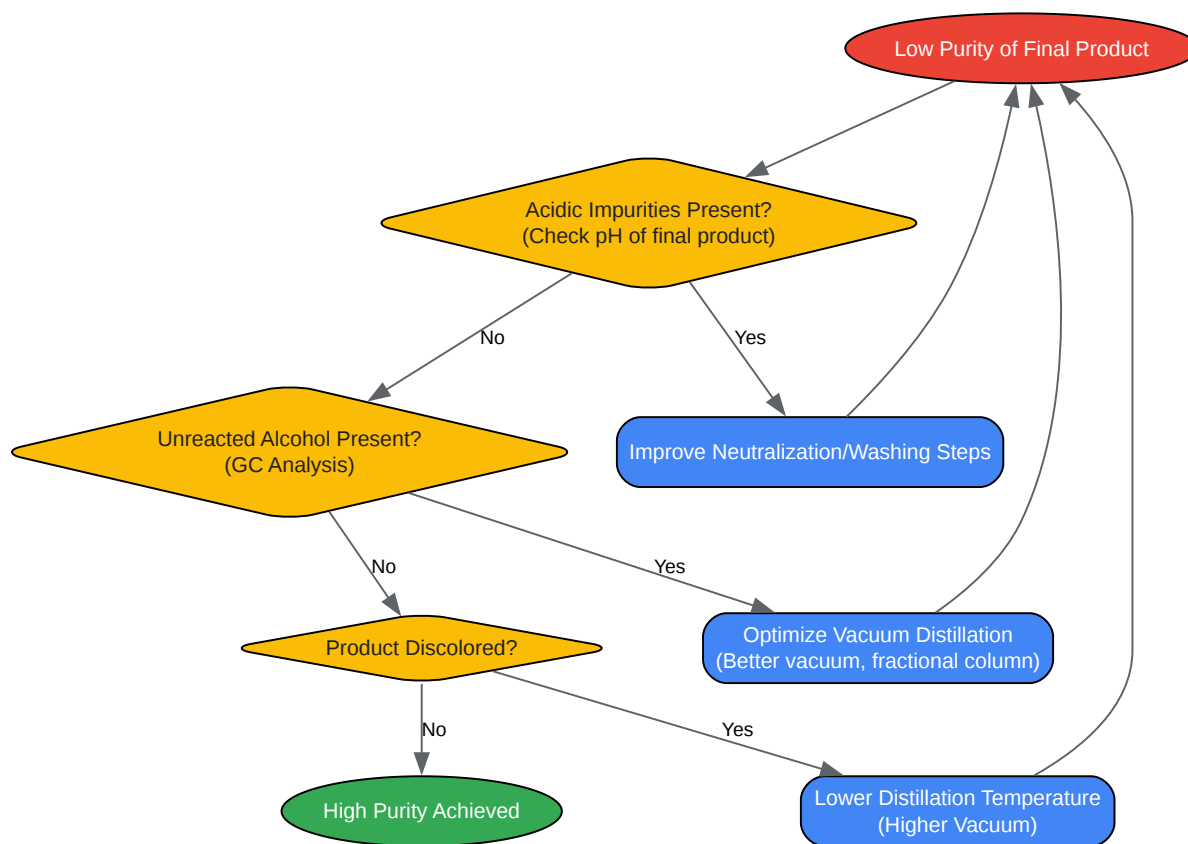 Low Purity of Final Product
Acidic Impurities Present?
(Check pH of final product)
No
Yes
Unreacted Alcohol Present?
(GC Analysis)
Improve Neutralization/Washing Steps
No
Yes
Product Discolored?
Optimize Vacuum Distillation
(Better vacuum, fractional column)
No
Yes
High Purity Achieved
Lower Distillation Temperature
(Higher Vacuum)